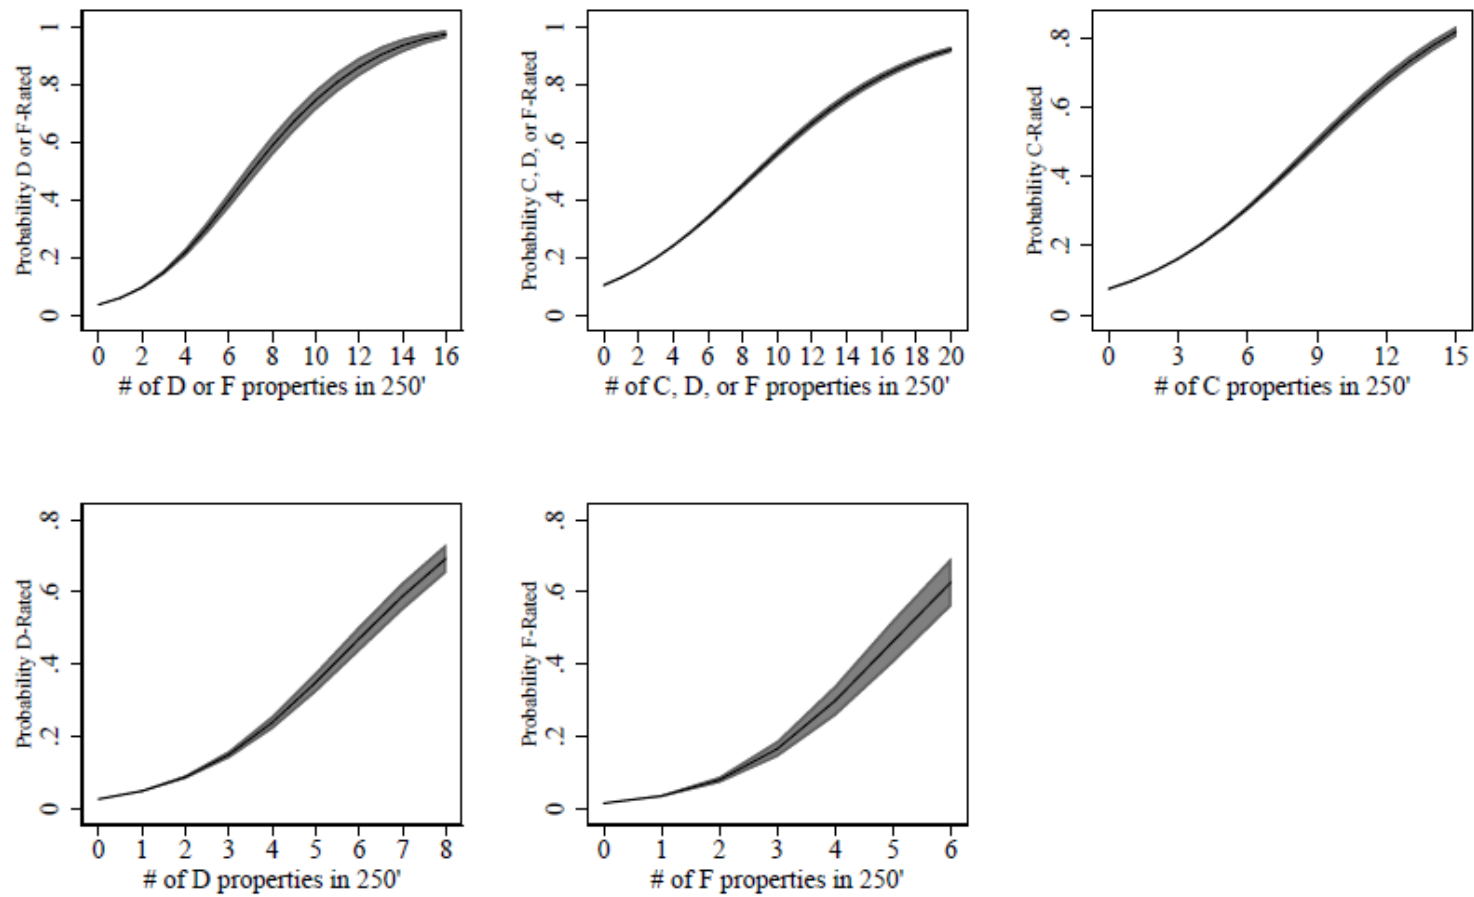 Probability D or F-Rated
1
.8
.6
.4
.2
0
0 2 4 6 8 10 12 14 16
# of D or F properties in 250'
Probability C, D, or F-Rated
1
.8
.6
.4
.2
0
0 2 4 6 8 10 12 14 16 18 20
# of C, D, or F properties in 250'
Probability C-Rated
.8
.6
.4
.2
0
0 3 6 9 12 15
# of C properties in 250'
Probability D-Rated
.8
.6
.4
.2
0
0 1 2 3 4 5 6 7 8
# of D properties in 250'
Probability F-Rated
.8
.6
.4
.2
0
0 1 2 3 4 5 6
# of F properties in 250'